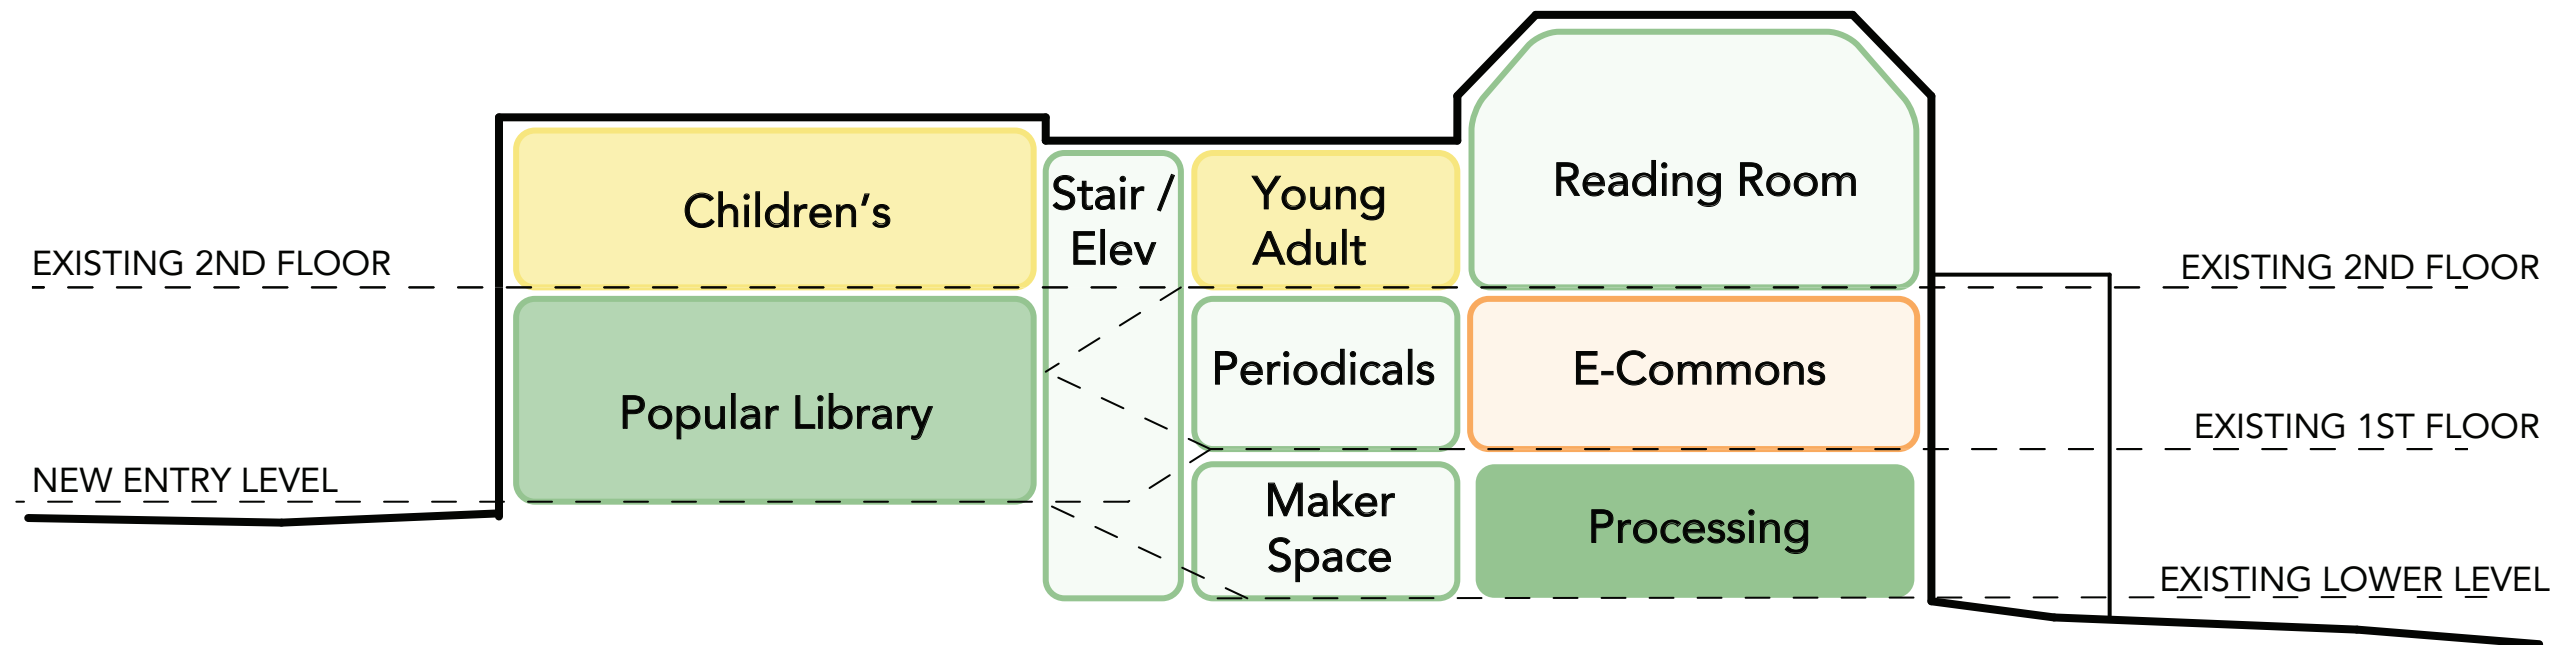 Children’s
Stair /
Elev
Young
Adult
Reading Room
EXISTING 2ND FLOOR
EXISTING 2ND FLOOR
Popular Library
Periodicals
E-Commons
EXISTING 1ST FLOOR
NEW ENTRY LEVEL
Maker
Space
Processing
EXISTING LOWER LEVEL